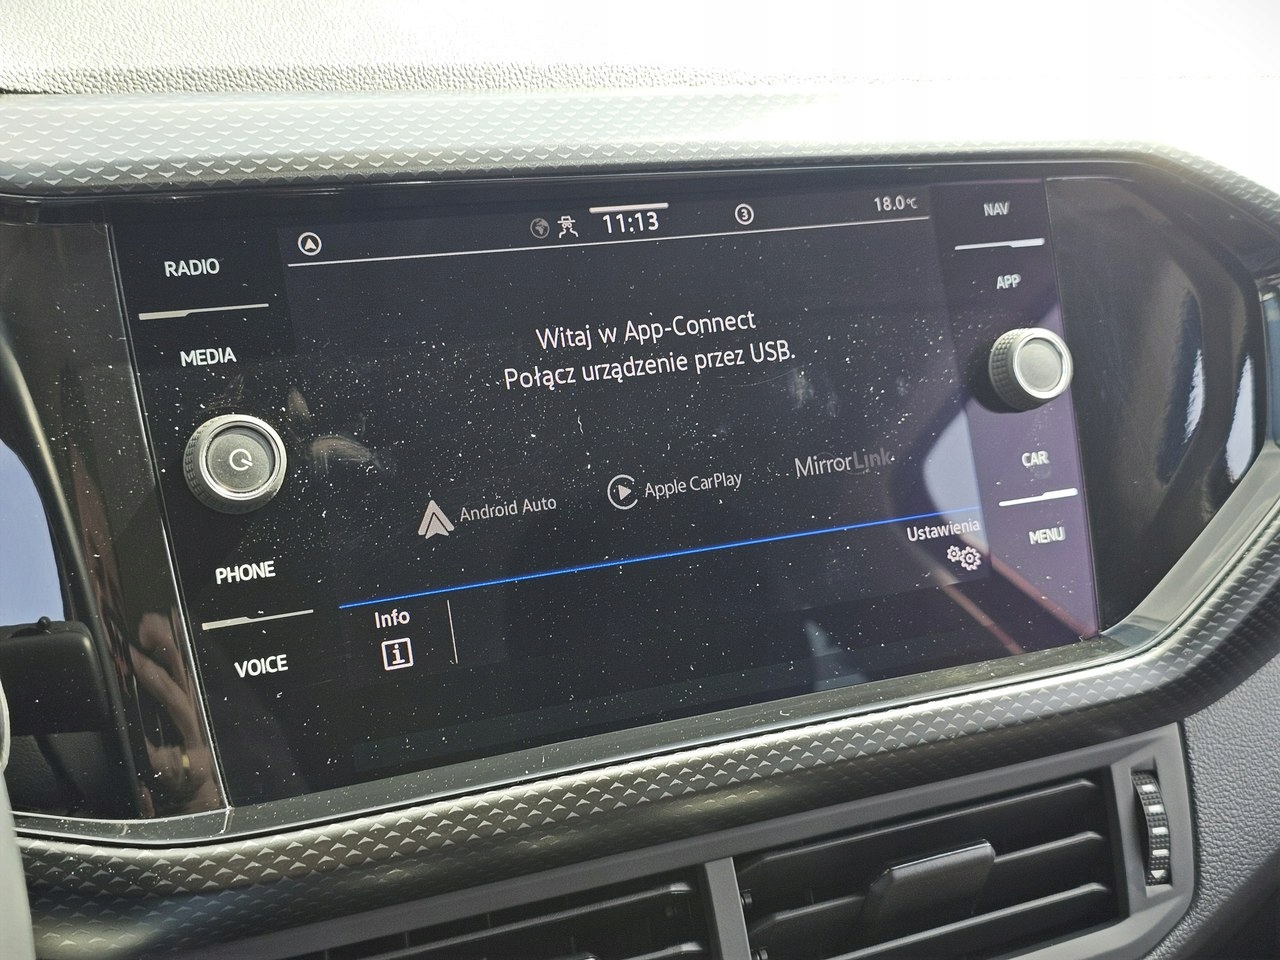 11:13
3
18.0°C
RADIO
MEDIA
PHONE
VOICE
Witaj w App-Connect
Połącz urządzenie przez USB.
Android Auto
Apple CarPlay
MirrorLink
Ustawienia
Info
i
NAV
APP
CAR
MENU